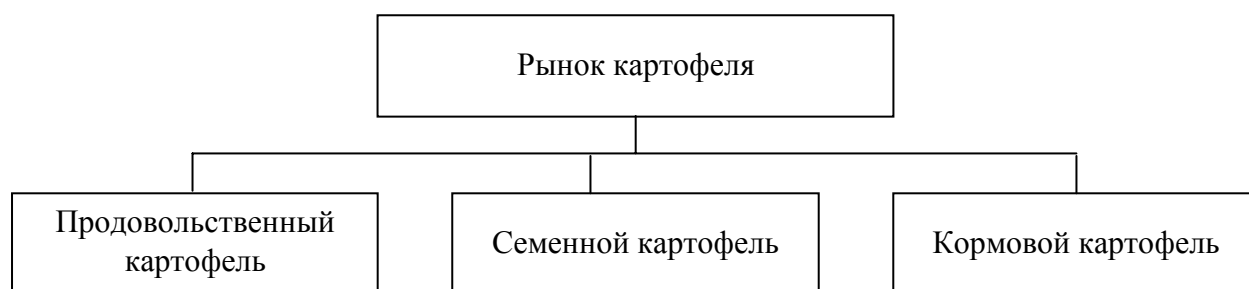 Рынок картофеля
Продовольственный
картофель
Семенной картофель
Кормовой картофель